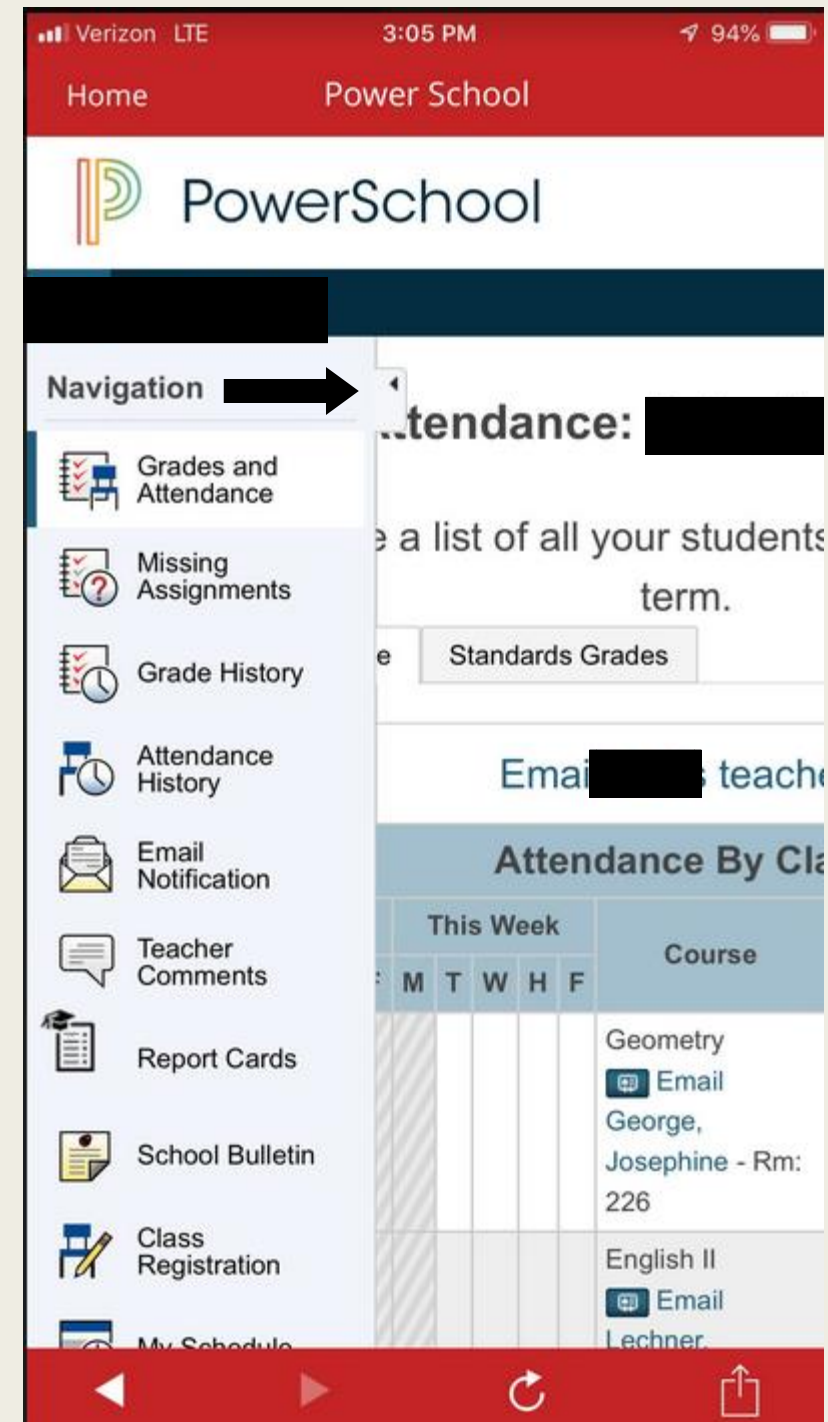 Verizon LTE 3:05 PM 94%
Home Power School
PowerSchool
Navigation
Grades and
Attendance
Missing
Assignments
Grade History
Attendance
History
Email
Notification
Teacher
Comments
Report Cards
School Bulletin
Class
Registration
My Schedule
ttendance:
e a list of all your students
term.
e Standards Grades
Emai s teache
Attendance By Cla
This Week
Course
M T W H F
Geometry
Email
George,
Josephine - Rm:
226
English II
Email
Lechner,